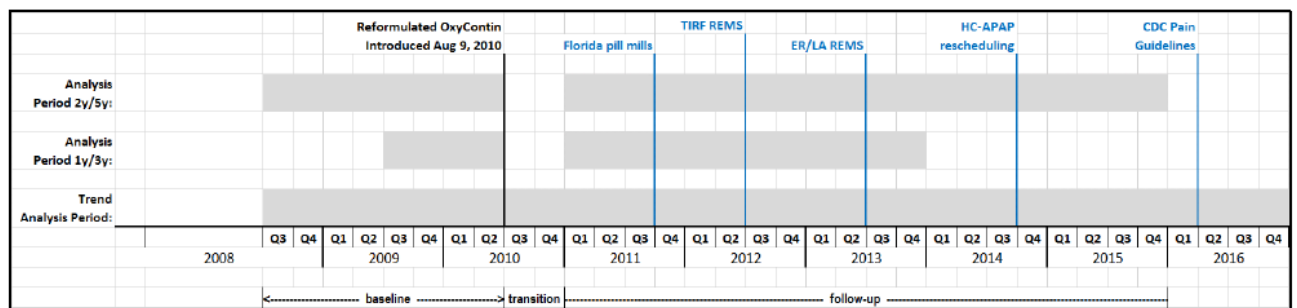 Reformulated OxyContin
Introduced Aug 9, 2010
Florida pill mills
TIRF REMS
ER/LA REMS
HC-APAP
rescheduling
CDC Pain
Guidelines
Analysis
Period 2y/5y:
Analysis
Period 1y/3y:
Trend
Analysis Period:
Q3 Q4 Q1 Q2 Q3 Q4 Q1 Q2 Q3 Q4 Q1 Q2 Q3 Q4 Q1 Q2 Q3 Q4 Q1 Q2 Q3 Q4 Q1 Q2 Q3 Q4 Q1 Q2 Q3 Q4 Q1 Q2 Q3 Q4
2008 2009 2010 2011 2012 2013 2014 2015 2016
<---------------- baseline ----------------> transition <---------------- follow-up ---------------->